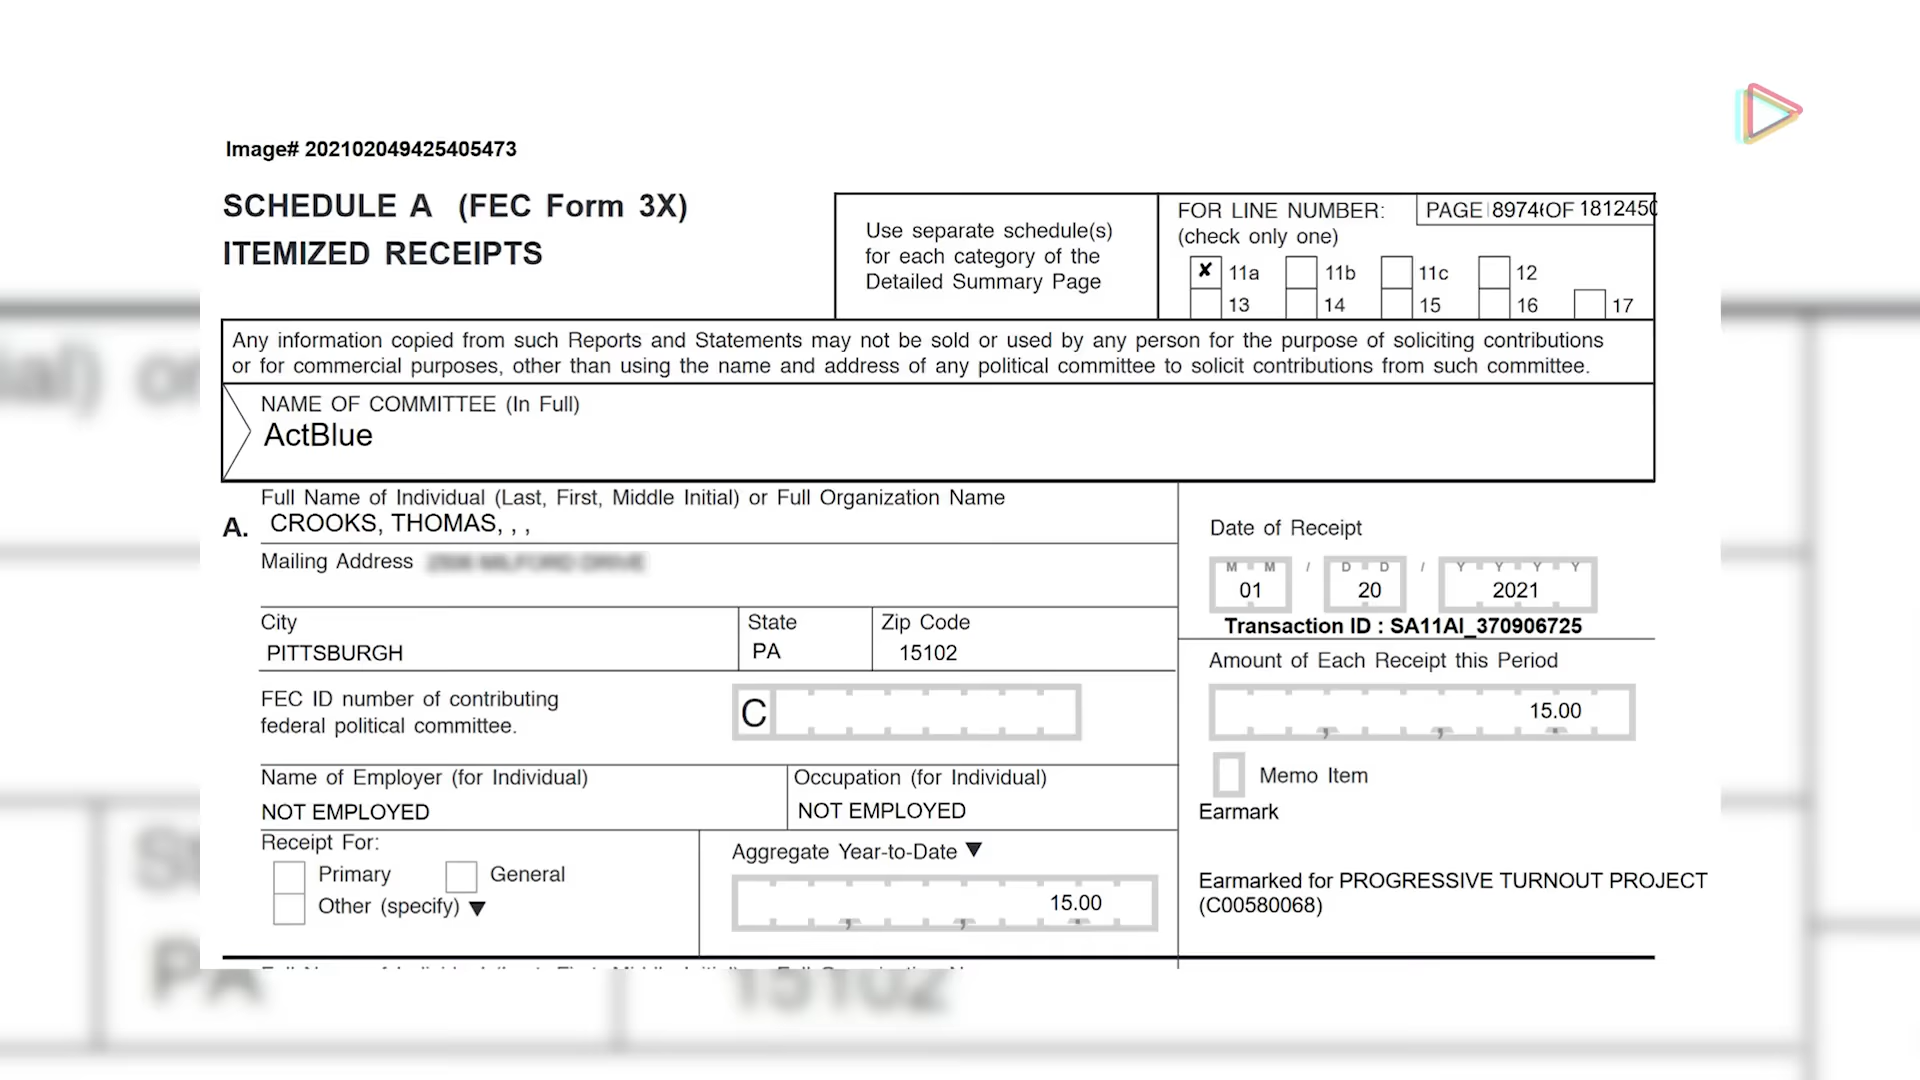 Image# 202102049425405473
SCHEDULE A (FEC Form 3X)
ITEMIZED RECEIPTS
Use separate schedule(s)
for each category of the
Detailed Summary Page
FOR LINE NUMBER:
(check only one)
PAGE 8974 OF 1812450
✘ 11a 11b 11c 12
13 14 15 16 17
Any information copied from such Reports and Statements may not be sold or used by any person for the purpose of soliciting contributions
or for commercial purposes, other than using the name and address of any political committee to solicit contributions from such committee.
NAME OF COMMITTEE (In Full)
ActBlue
Full Name of Individual (Last, First, Middle Initial) or Full Organization Name
A. CROOKS, THOMAS, , ,
Mailing Address
City
PITTSBURGH
State
PA
Zip Code
15102
FEC ID number of contributing
federal political committee.
C
Name of Employer (for Individual)
NOT EMPLOYED
Occupation (for Individual)
NOT EMPLOYED
Receipt For:
Primary General
Other (specify) ▼
Aggregate Year-to-Date ▼
15.00
Date of Receipt
M M / D D / Y Y Y Y
01 20 2021
Transaction ID : SA11AI_370906725
Amount of Each Receipt this Period
15.00
Memo Item
Earmark
Earmarked for PROGRESSIVE TURNOUT PROJECT
(C00580068)
PA
15102